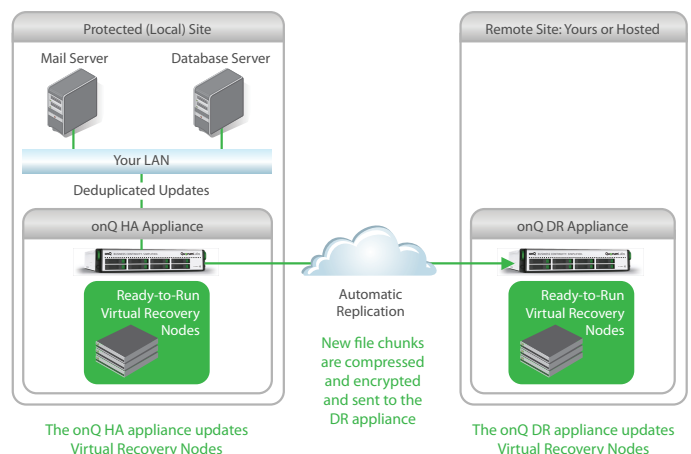 Protected (Local) Site
Mail Server
Database Server
Your LAN
Deduplicated Updates
onQ HA Appliance
onQ
Ready-to-Run
Virtual Recovery
Nodes
The onQ HA appliance updates
Virtual Recovery Nodes
Automatic
Replication
New file chunks
are compressed
and encrypted
and sent to the
DR appliance
Remote Site: Yours or Hosted
onQ DR Appliance
onQ
Ready-to-Run
Virtual Recovery
Nodes
The onQ DR appliance updates
Virtual Recovery Nodes